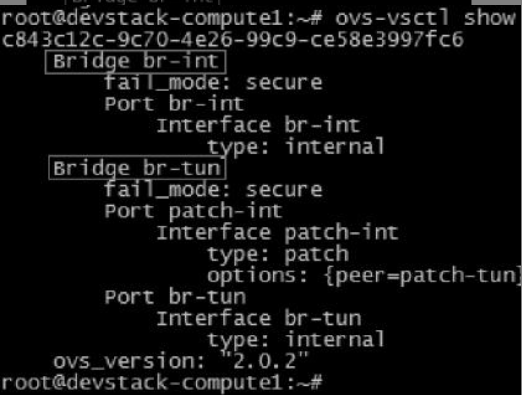 root@devstack-compute1:~# ovs-vsctl show
c843c12c-9c70-4e26-99c9-ce58e3997fc6
    Bridge br-int
        fail_mode: secure
        Port br-int
            Interface br-int
                type: internal
    Bridge br-tun
        fail_mode: secure
        Port patch-int
            Interface patch-int
                type: patch
                options: {peer=patch-tun}
        Port br-tun
            Interface br-tun
                type: internal
    ovs_version: "2.0.2"
root@devstack-compute1:~#